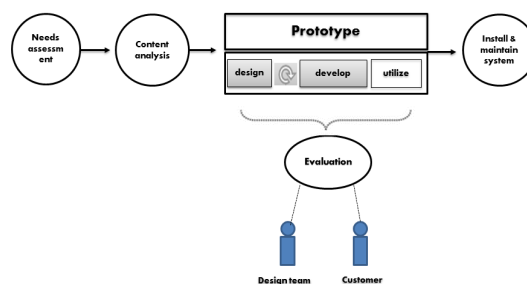 Needs
assessm
ent
Content
analysis
Prototype
design
develop
utilize
Install &
maintain
system
Evaluation
Design team
Customer